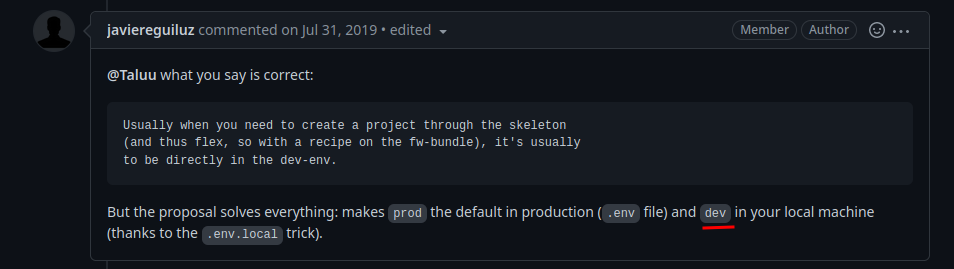 javiereguiluz commented on Jul 31, 2019 • edited Member Author
@Taluu what you say is correct:
Usually when you need to create a project through the skeleton
(and thus flex, so with a recipe on the fw-bundle), it's usually
to be directly in the dev-env.
But the proposal solves everything: makes prod the default in production (.env file) and dev in your local machine
(thanks to the .env.local trick).